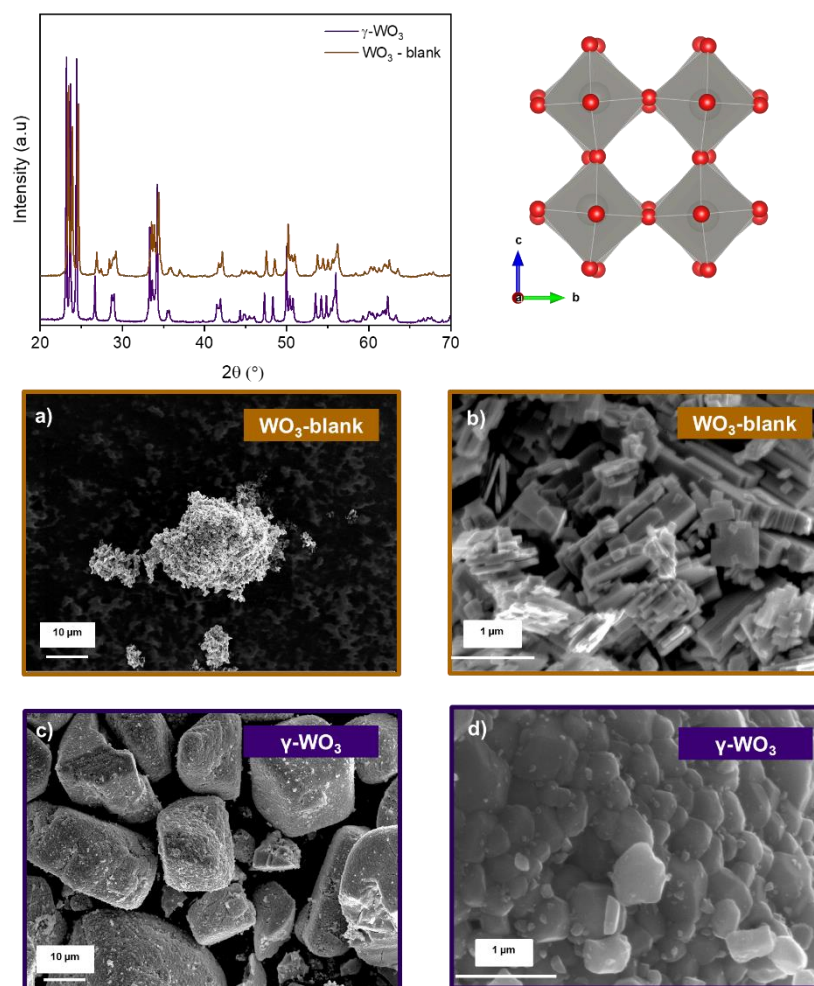 γ-WO₃
WO₃ - blank
Intensity (a.u)
20 30 40 50 60 70
2θ (°)
c
a b
a) WO₃-blank
10 µm
b) WO₃-blank
1 µm
c) γ-WO₃
10 µm
d) γ-WO₃
1 µm